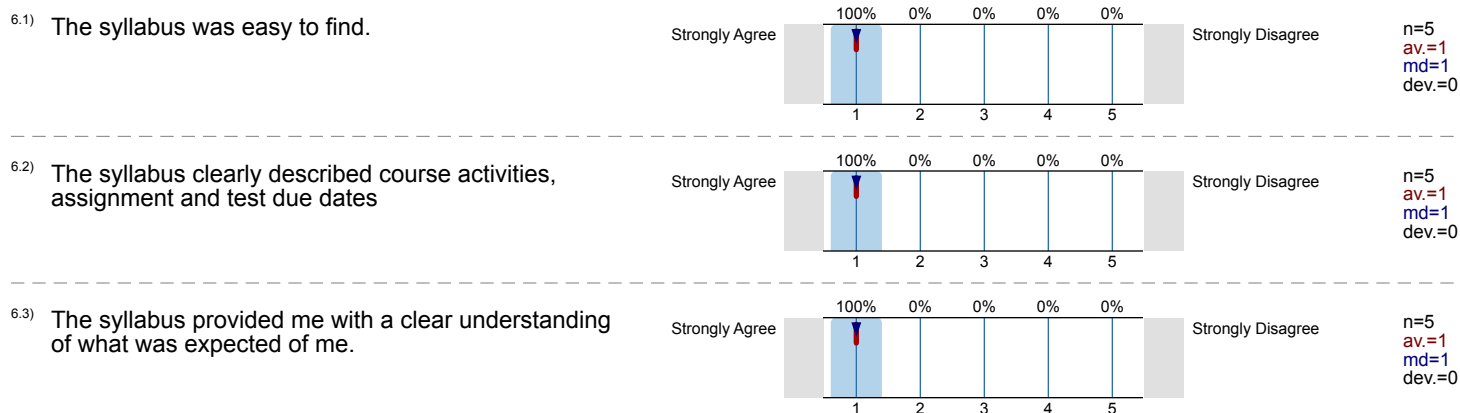 6.1) The syllabus was easy to find.
100% 0% 0% 0% 0%
Strongly Agree Strongly Disagree
1 2 3 4 5
n=5
av.=1
md=1
dev.=0
6.2) The syllabus clearly described course activities,
assignment and test due dates
100% 0% 0% 0% 0%
Strongly Agree Strongly Disagree
1 2 3 4 5
n=5
av.=1
md=1
dev.=0
6.3) The syllabus provided me with a clear understanding
of what was expected of me.
100% 0% 0% 0% 0%
Strongly Agree Strongly Disagree
1 2 3 4 5
n=5
av.=1
md=1
dev.=0